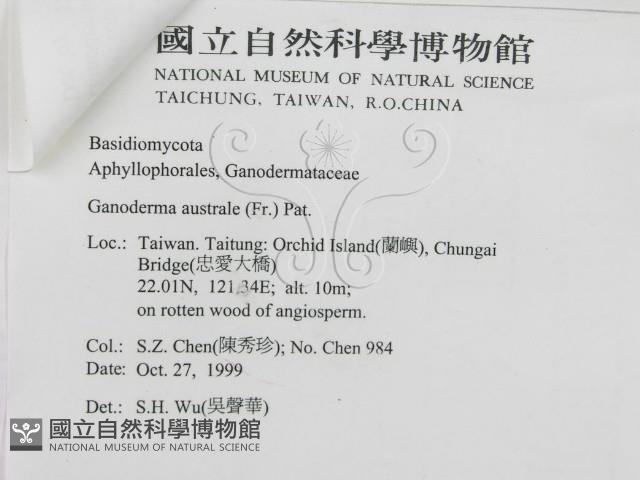 國立自然科學博物館
NATIONAL MUSEUM OF NATURAL SCIENCE
TAICHUNG, TAIWAN, R.O.CHINA
Basidiomycota
Aphyllophorales, Ganodermataceae
Ganoderma australe (Fr.) Pat.
Loc.: Taiwan. Taitung: Orchid Island(蘭嶼), Chungai
Bridge(忠愛大橋)
22.01N, 121.34E; alt. 10m;
on rotten wood of angiosperm.
Col.: S.Z. Chen(陳秀珍); No. Chen 984
Date: Oct. 27, 1999
Det.: S.H. Wu(吳聲華)
國立自然科學博物館
NATIONAL MUSEUM OF NATURAL SCIENCE